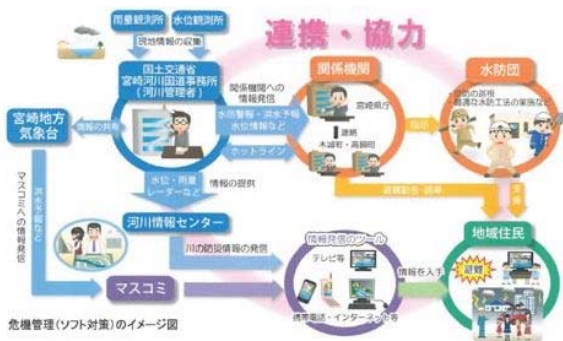 雨量観測所
水位観測所
現地情報の収集
連携・協力
国土交通省
宮崎河川国道事務所
(河川管理者)
関係機関への
情報発信
関係機関
水防団
宮崎県庁
連絡
木城町・高鍋町
・最適な水防工法の実施など
指示
水防警報・洪水予報
水位情報など
ホットライン
宮崎地方
気象台
情報の共有
水位・雨量
レーダーなど
情報の提供
避難勧告・誘導
支援
マスコミへの情報発信
洪水予報など
河川情報センター
川の防災情報の発信
情報発信のツール
テレビ等
携帯電話・インターネット等
情報を入手
地域住民
避難
マスコミ
危機管理(ソフト対策)のイメージ図